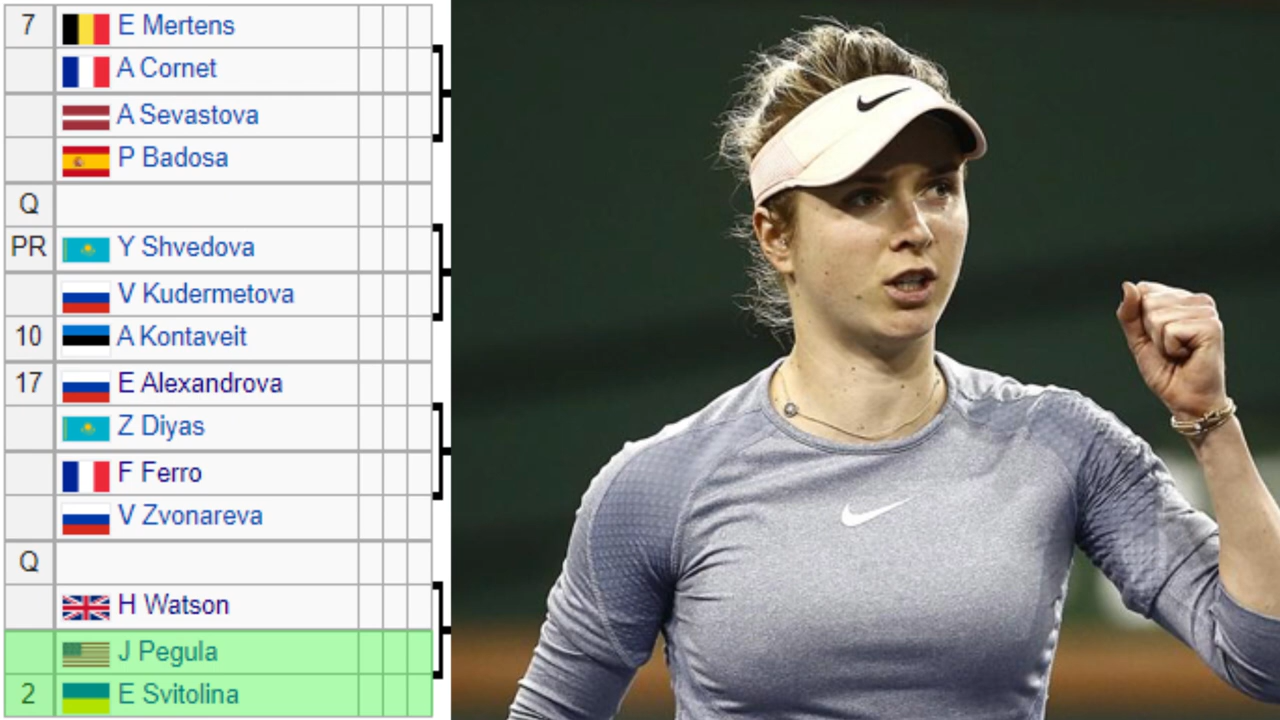 7 E Mertens
A Cornet
A Sevastova
P Badosa
Q
PR Y Shvedova
V Kudermetova
10 A Kontaveit
17 E Alexandrova
Z Diyas
F Ferro
V Zvonareva
Q
H Watson
J Pegula
2 E Svitolina